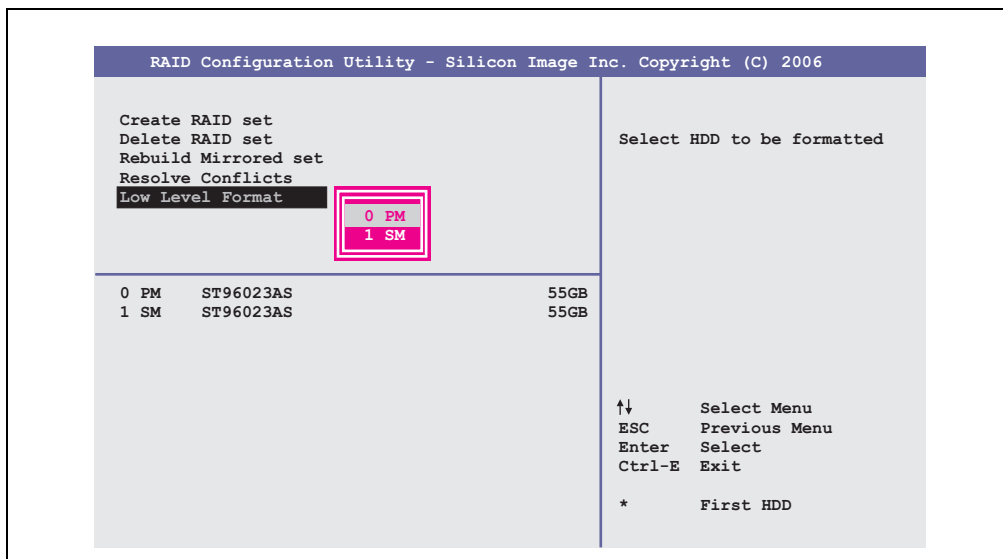 RAID Configuration Utility - Silicon Image Inc. Copyright (C) 2006
Create RAID set
Delete RAID set
Rebuild Mirrored set
Resolve Conflicts
Low Level Format
0 PM
1 SM
Select HDD to be formatted
0 PM ST96023AS 55GB
1 SM ST96023AS 55GB
↑↓ Select Menu
ESC Previous Menu
Enter Select
Ctrl-E Exit
* First HDD